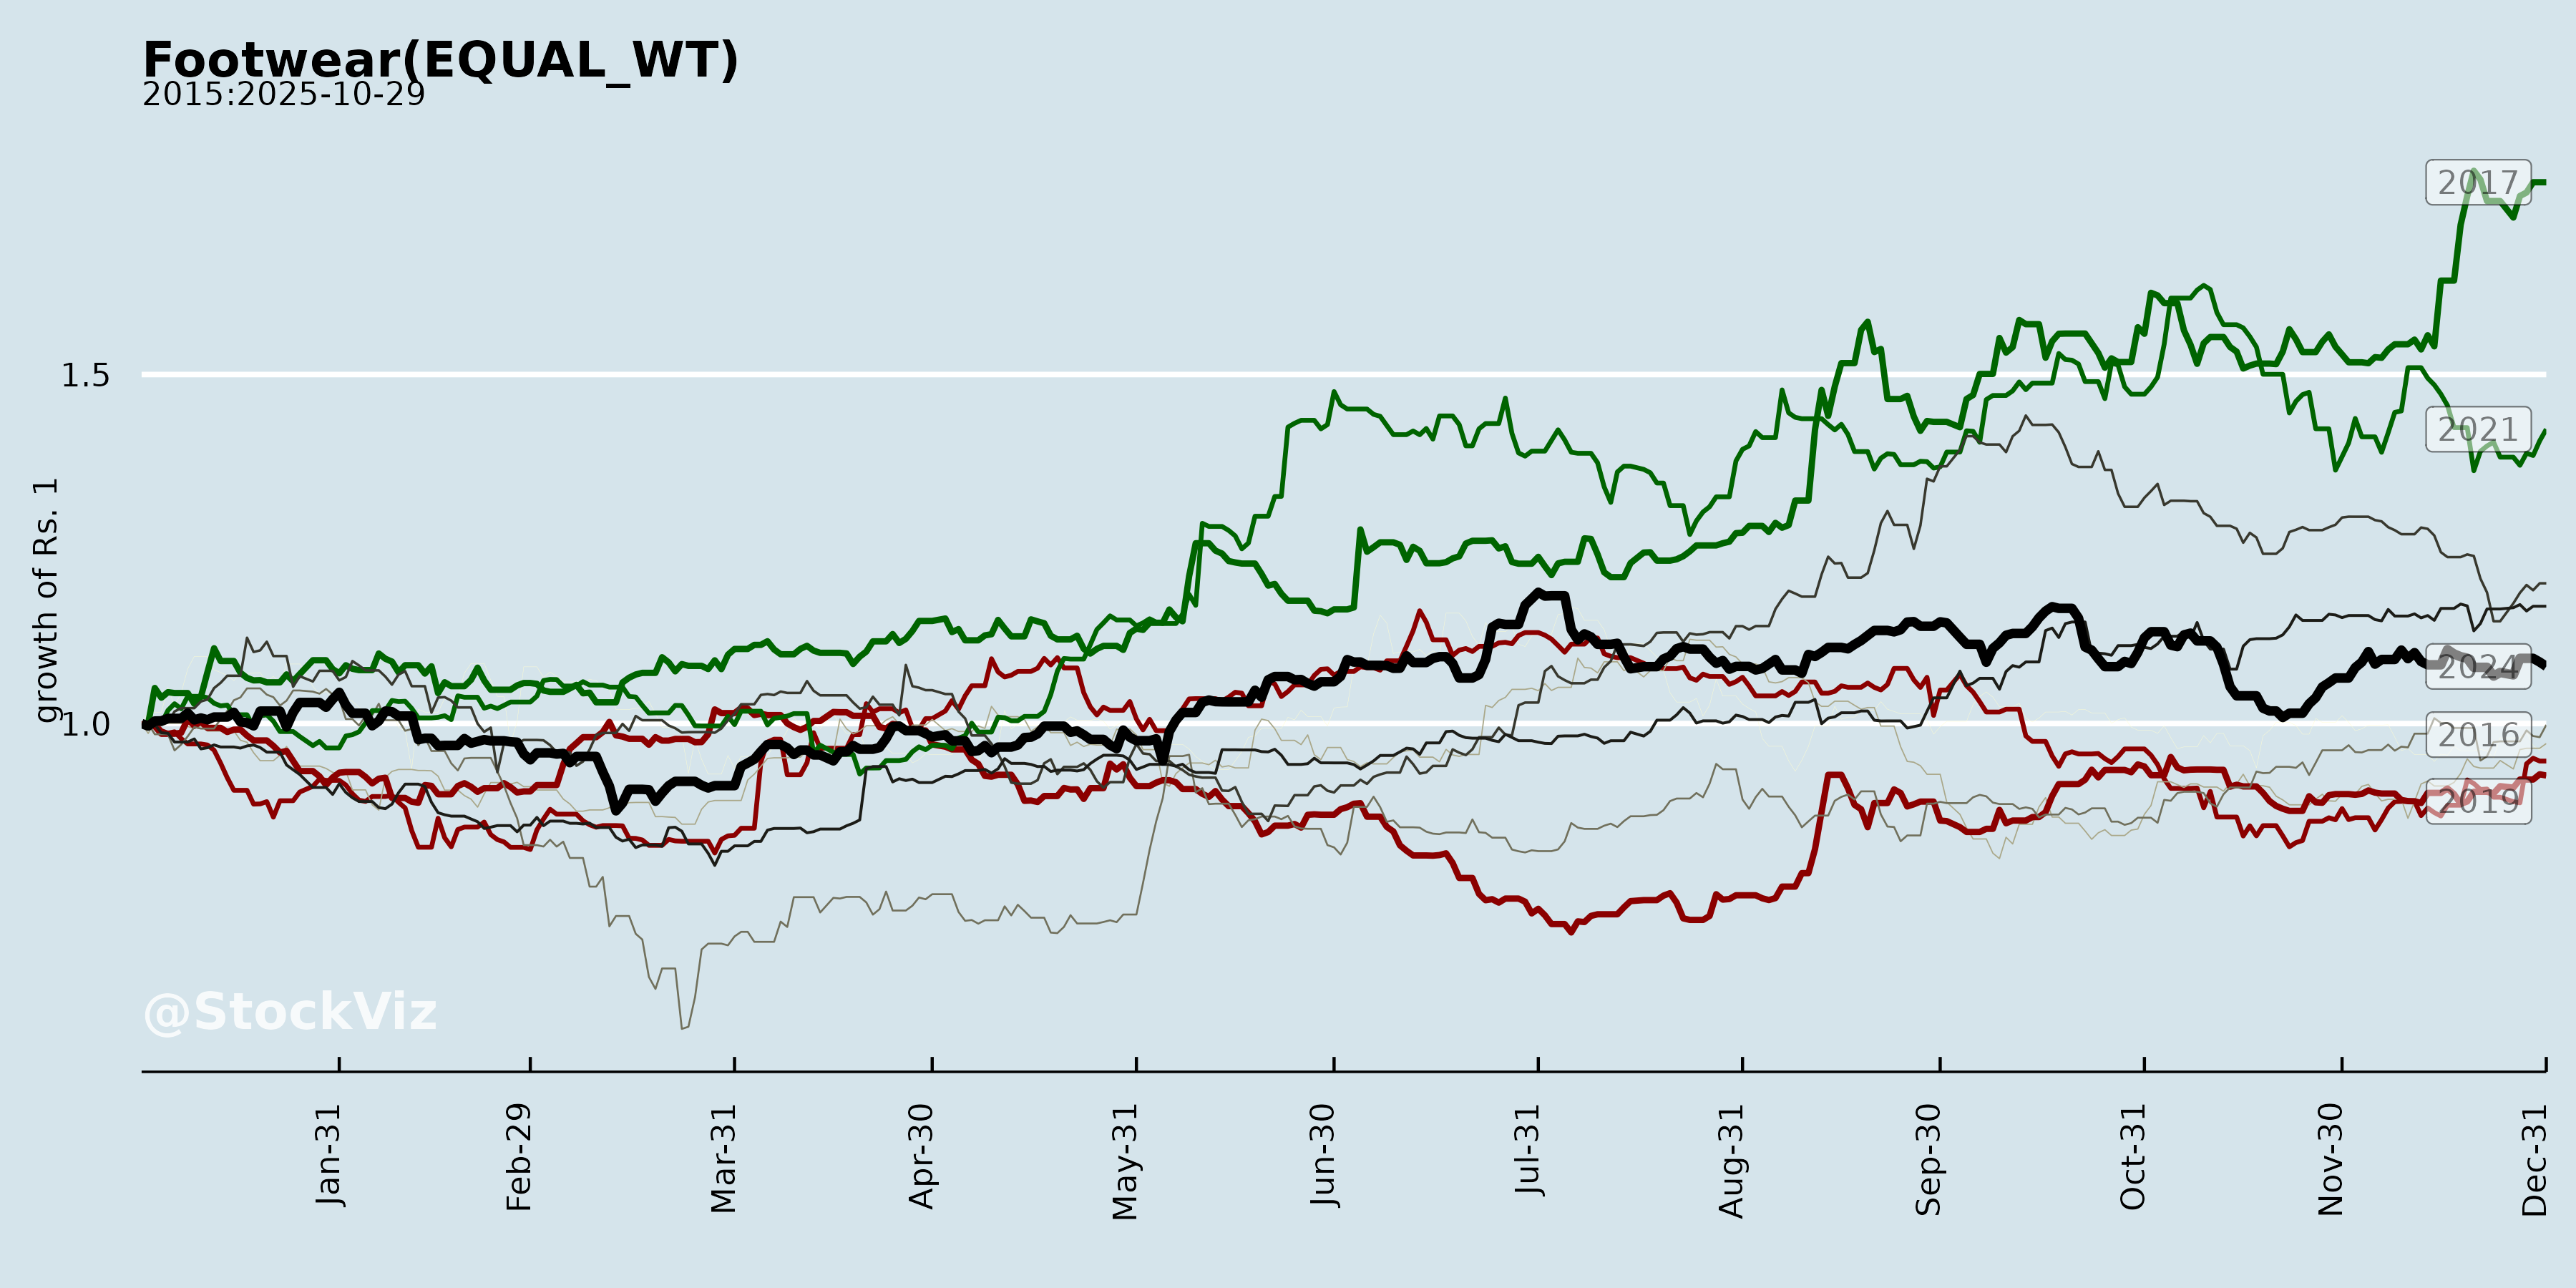 Footwear(EQUAL_WT)
2015:2025-10-29
growth of Rs. 1
1.5
1.0
2017
2021
2024
2016
2019
@StockViz
Jan-31
Feb-29
Mar-31
Apr-30
May-31
Jun-30
Jul-31
Aug-31
Sep-30
Oct-31
Nov-30
Dec-31